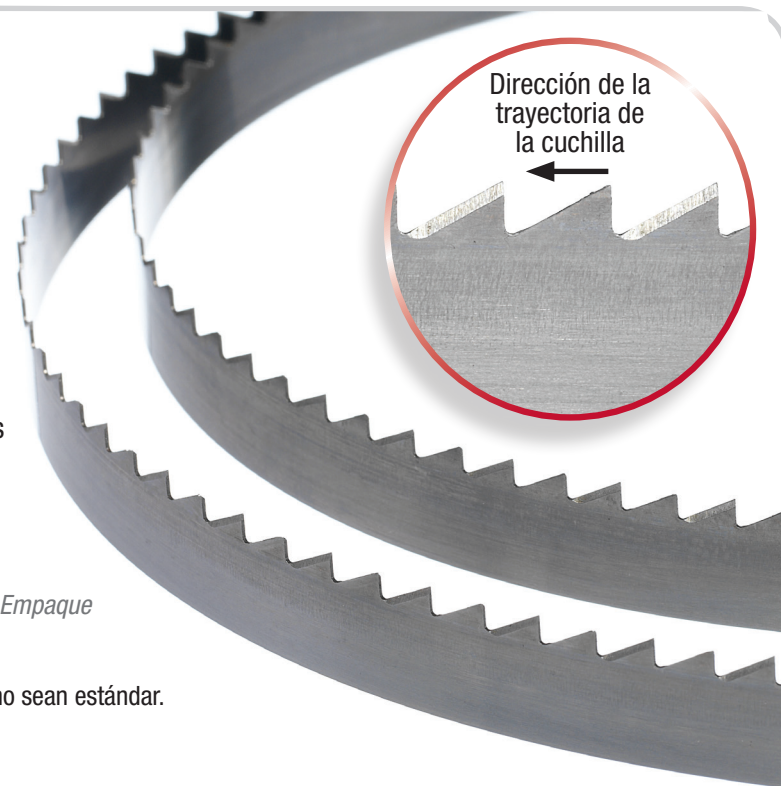 Dirección de la
trayectoria de
la cuchilla
s
Empaque
no sean estándar.